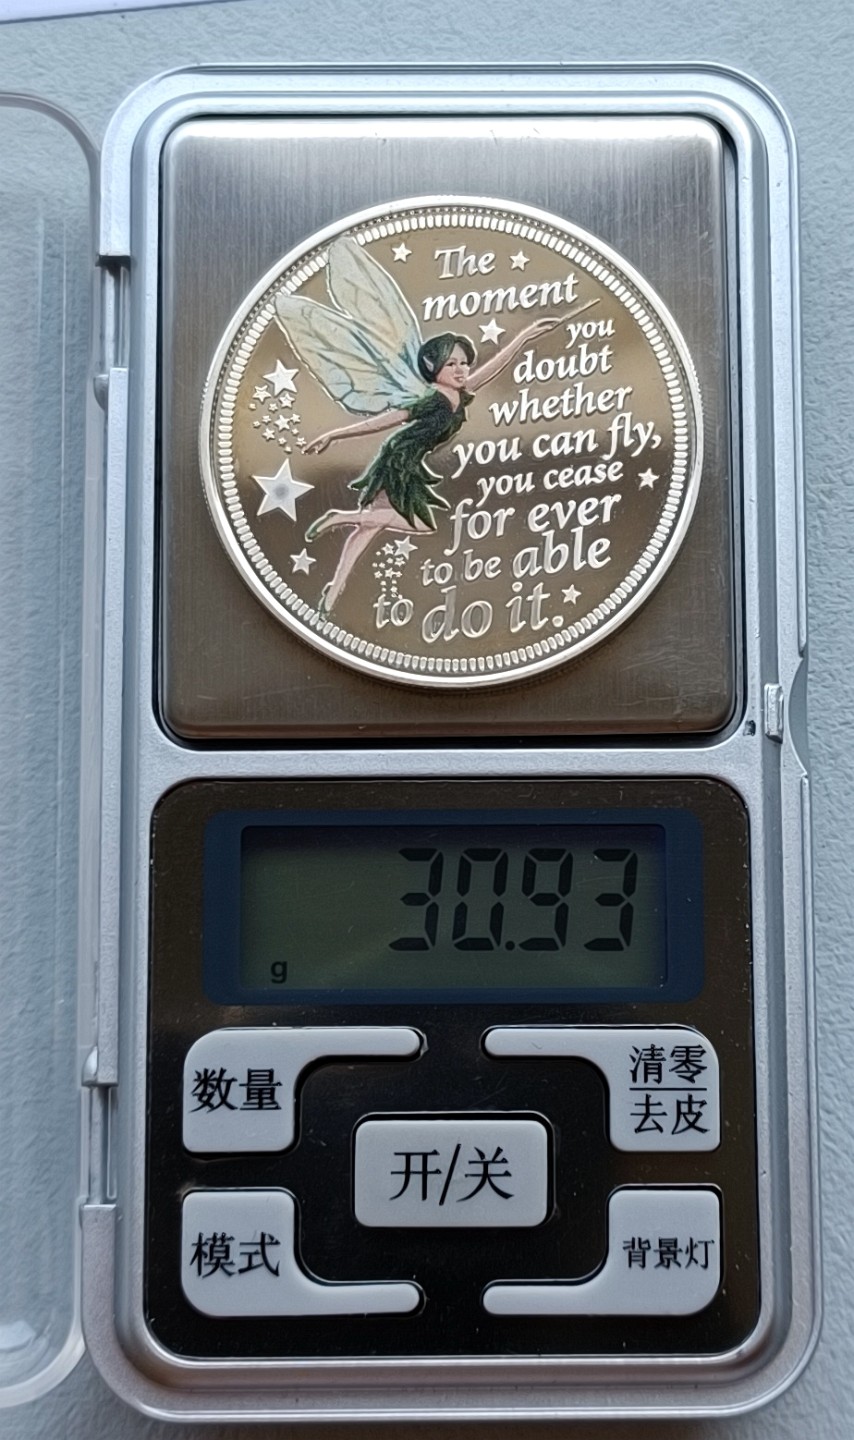 The
moment
you
doubt
whether
you can fly,
you cease
for ever
to be able
to do it.
30.93
g
数量
清零
去皮
开/关
模式
背景灯